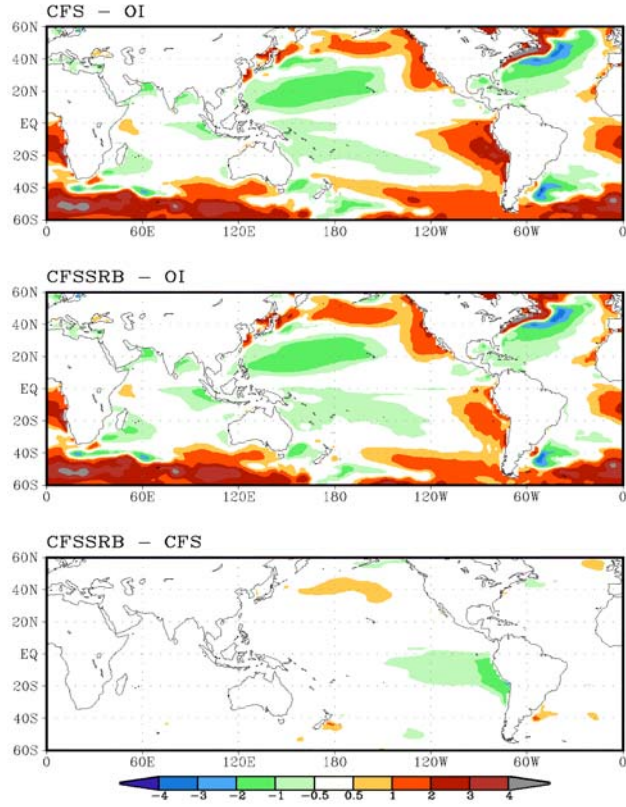 CFS - OI
60N
40N
20N
EQ
20S
40S
60S
0 60E 120E 180 120W 60W 0
CFSSRB - OI
60N
40N
20N
EQ
20S
40S
60S
0 60E 120E 180 120W 60W 0
CFSSRB - CFS
60N
40N
20N
EQ
20S
40S
60S
0 60E 120E 180 120W 60W 0
-4 -3 -2 -1 -0.5 0.5 1 2 3 4